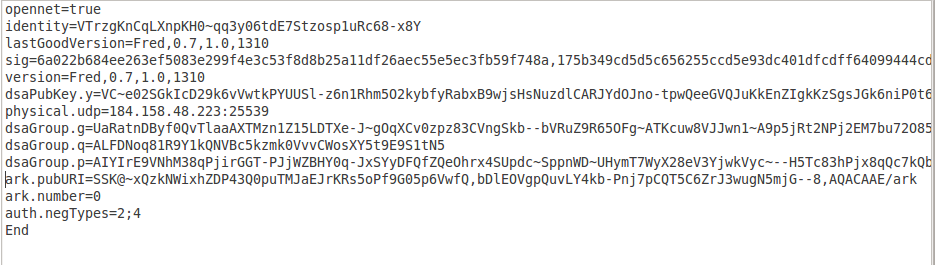 opennet=true
identity=VTrzgKnCqLXnpKH0~qq3y06tdE7Stzosp1uRc68-x8Y
lastGoodVersion=Fred,0.7,1.0,1310
sig=6a022b684ee263ef5083e299f4e3c53f8d8b25a11df26aec55e5ec3fb59f748a,175b349cd5d5c656255ccd5e93dc401dfcdff64099444cd
version=Fred,0.7,1.0,1310
dsaPubKey.y=VC~e02SGkIcD29k6vVwtkPYUUSl-z6n1Rhm5O2kybfyRabxB9wjsHsNuzdlCARJYdOJno-tpwQeeGVQJuKkEnZIgkKzSgsJGk6niP0t6
physical.udp=184.158.48.223:25539
dsaGroup.g=UaRatnDByf0QvTlaaAXTMzn1Z15LDTXe-J~gOqXCv0zpz83CVngSkb--bVRuZ9R65OFg~ATKcuw8VJJwn1~A9p5jRt2NPj2EM7bu72O85
dsaGroup.q=ALFDNoq81R9Y1kQNVBc5kzmk0VvvCWosXY5t9E9S1tN5
dsaGroup.p=AIYIrE9VNhM38qPjirGGT-PJjWZBHY0q-JxSYyDFQfZQeOhrx4SUpdc~SppnWD~UHymT7WyX28eV3YjwkVyc~--H5Tc83hPjx8qQc7kQb
ark.pubURI=SSK@~xQzkNWixhZDP43Q0puTMJaEJrKRs5oPf9G05p6VwfQ,bDlEOVgpQuvLY4kb-Pnj7pCQT5C6ZrJ3wugN5mjG--8,AQACAAE/ark
ark.number=0
auth.negTypes=2;4
End